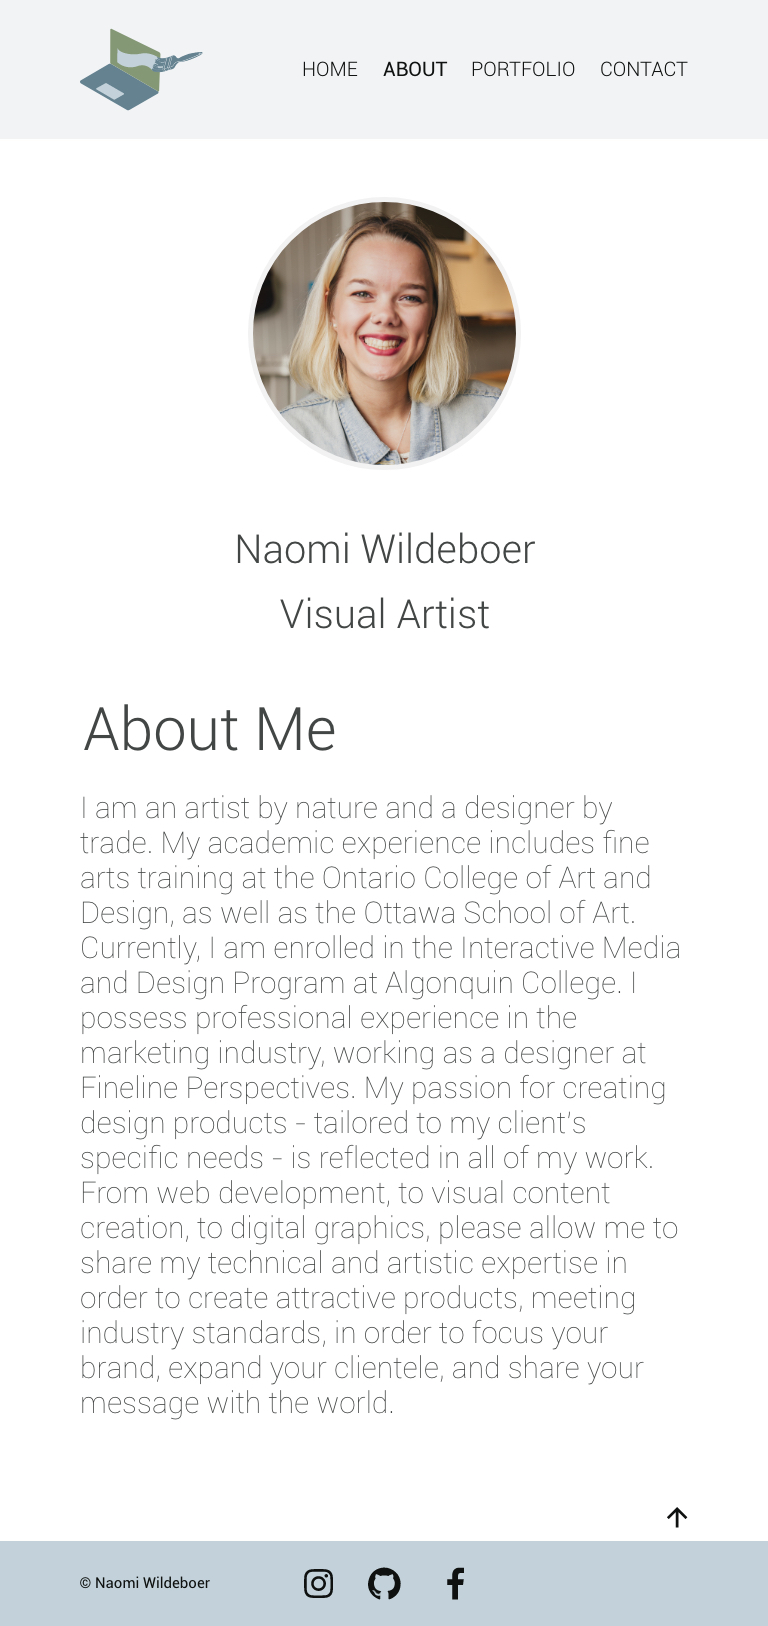 HOME ABOUT PORTFOLIO CONTACT
Naomi Wildeboer
Visual Artist
About Me
I am an artist by nature and a designer by
trade. My academic experience includes fine
arts training at the Ontario College of Art and
Design, as well as the Ottawa School of Art.
Currently, I am enrolled in the Interactive Media
and Design Program at Algonquin College. I
possess professional experience in the
marketing industry, working as a designer at
Fineline Perspectives. My passion for creating
design products - tailored to my client's
specific needs - is reflected in all of my work.
From web development, to visual content
creation, to digital graphics, please allow me to
share my technical and artistic expertise in
order to create attractive products, meeting
industry standards, in order to focus your
brand, expand your clientele, and share your
message with the world.
© Naomi Wildeboer